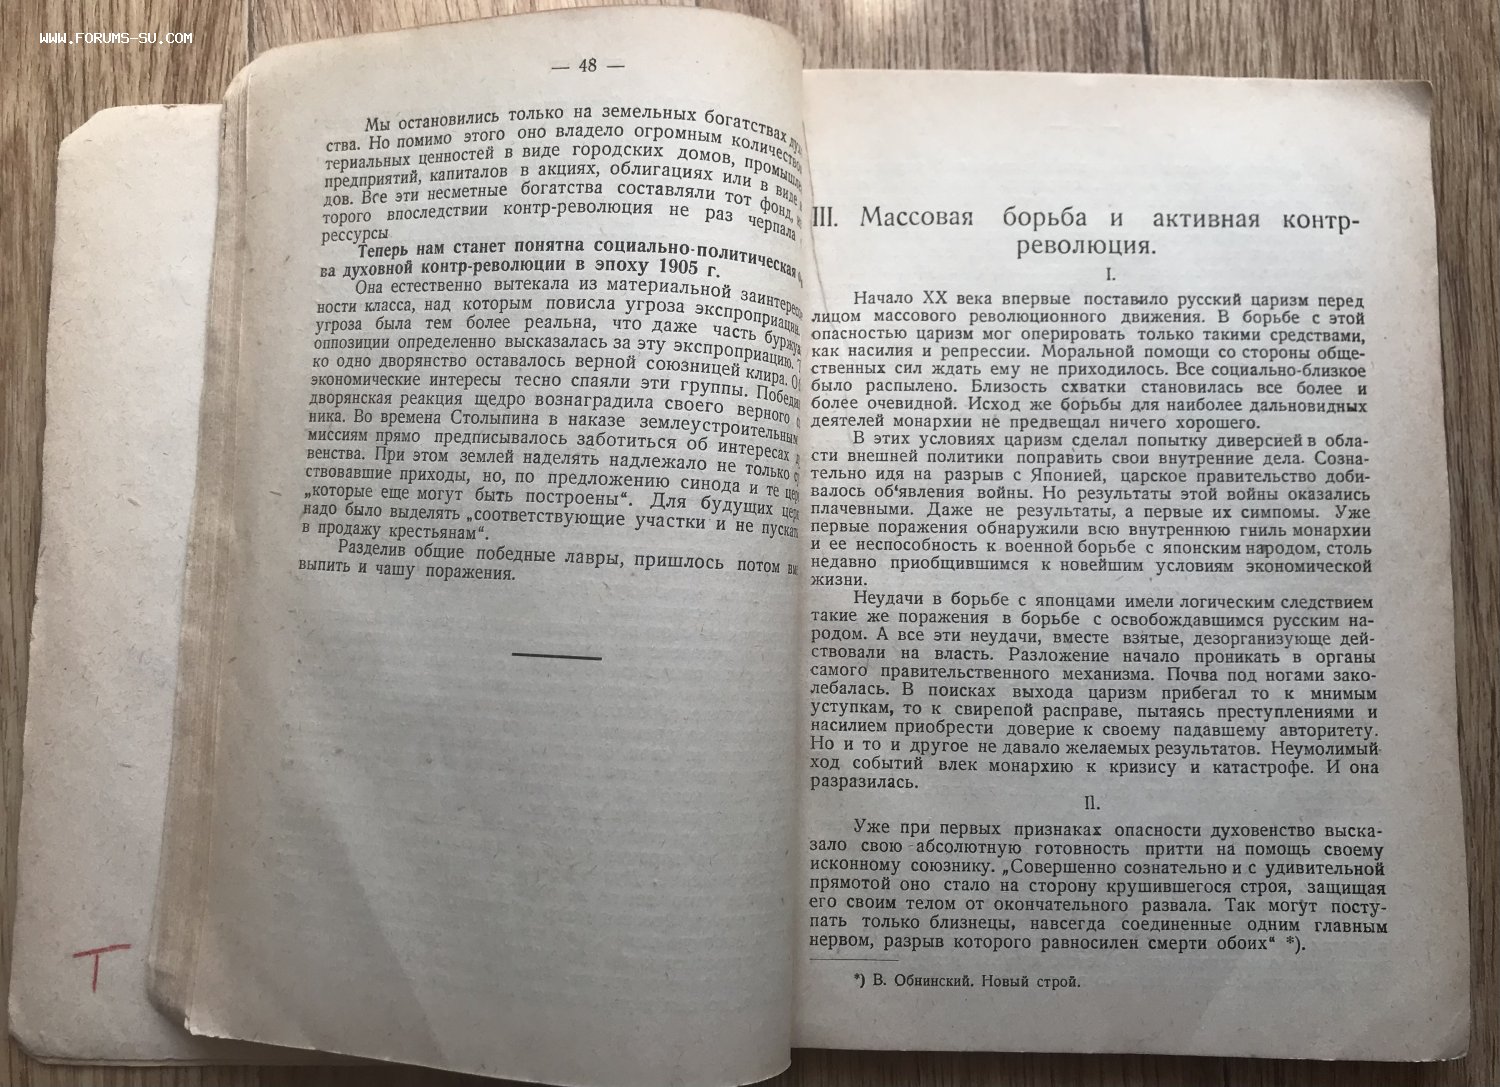 WWW.FORUMS-SU.COM
— 48 —
Мы остановились только на земельных богатствах
ства. Но помимо этого оно владело огромным количеством
териальных ценностей в виде городских домов,
предприятий, капиталов в акциях, облигациях или в виде
дов. Все эти несметные богатства составляли тот фонд,
торого впоследствии контр-революция не раз черпала
рессурсы
Теперь нам станет понятна социально-политическая
ва духовной контр-революции в эпоху 1905 г.
Она естественно вытекала из материальной
ности класса, над которым повисла угроза экспроприации.
угроза была тем более реальна, что даже часть
оппозиции определенно высказалась за эту экспроприацию.
ко одно дворянство оставалось верной союзницей клира.
экономические интересы тесно спаяли эти группы.
дворянская реакция щедро вознаградила своего верного
ника. Во времена Столыпина в наказе землеустроительным
миссиям прямо предписывалось заботиться об интересах
венства. При этом землей наделять надлежало не только
ствовавшие приходы, но, по предложению синода и те
„которые еще могут быть построены“. Для будущих
надо было выделять „соответствующие участки и не пускать
в продажу крестьянам“.
Разделив общие победные лавры, пришлось потом
выпить и чашу поражения.
III. Массовая борьба и активная контр-
революция.
I.
Начало XX века впервые поставило русский царизм перед
лицом массового революционного движения. В борьбе с этой
опасностью царизм мог оперировать только такими средствами,
как насилия и репрессии. Моральной помощи со стороны обще-
ственных сил ждать ему не приходилось. Все социально-близкое
было распылено. Близость схватки становилась все более и
более очевидной. Исход же борьбы для наиболее дальновидных
деятелей монархии не предвещал ничего хорошего.
В этих условиях царизм сделал попытку диверсией в обла-
сти внешней политики поправить свои внутренние дела. Созна-
тельно идя на разрыв с Японией, царское правительство доби-
валось об‘явления войны. Но результаты этой войны оказались
плачевными. Даже не результаты, а первые их симпомы. Уже
первые поражения обнаружили всю внутреннюю гниль монархии
и ее неспособность к военной борьбе с японским народом, столь
недавно приобщившимся к новейшим условиям экономической
жизни.
Неудачи в борьбе с японцами имели логическим следствием
такие же поражения в борьбе с освобождавшимся русским на-
родом. А все эти неудачи, вместе взятые, дезорганизующе дей-
ствовали на власть. Разложение начало проникать в органы
самого правительственного механизма. Почва под ногами зако-
лебалась. В поисках выхода царизм прибегал то к мнимым
уступкам, то к свирепой расправе, пытаясь преступлениями и
насилием приобрести доверие к своему падавшему авторитету.
Но и то и другое не давало желаемых результатов. Неумолимый
ход событий влек монархию к кризису и катастрофе. И она
разразилась.
II.
Уже при первых признаках опасности духовенство выска-
зало свою абсолютную готовность притти на помощь своему
исконному союзнику. „Совершенно сознательно и с удивительной
прямотой оно стало на сторону крушившегося строя, защищая
его своим телом от окончательного развала. Так могут посту-
пать только близнецы, навсегда соединенные одним главным
нервом, разрыв которого равносилен смерти обоих“ *).
*) В. Обнинский. Новый строй.
Т